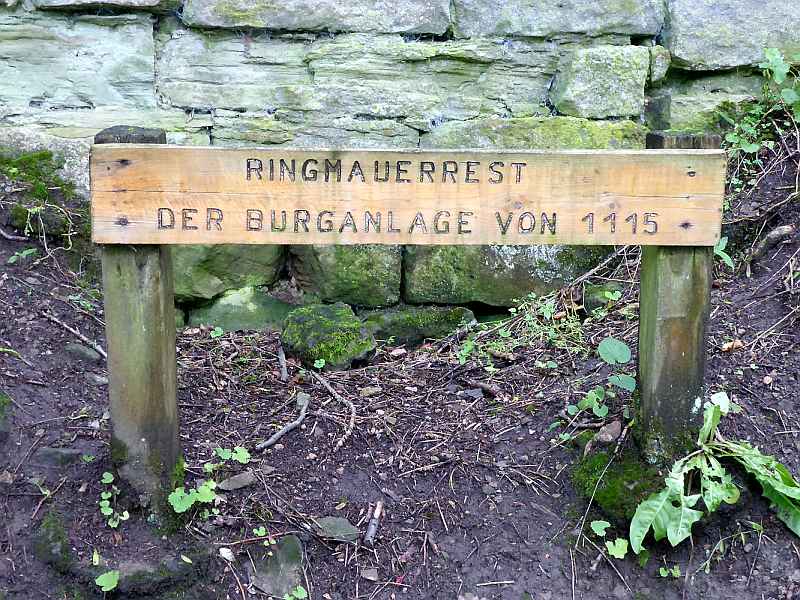 RINGMAUERREST
DER BURGANLAGE VON 1115